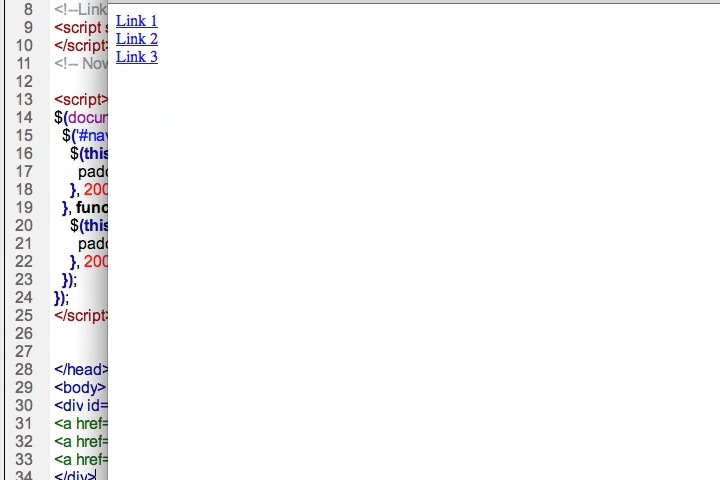 8 <!--Link
9 <script s
10 </script>
11 <!-- Nov
12
13 <script>
14 $(docum
15 $('#nav
16 $(this
17 padd
18 }, 200
19 }, func
20 $(this
21 padd
22 }, 200
23 });
24 });
25 </script>
26
27
28 </head>
29 <body>
30 <div id=
31 <a href=
32 <a href=
33 <a href=
34 </div>
Link 1
Link 2
Link 3